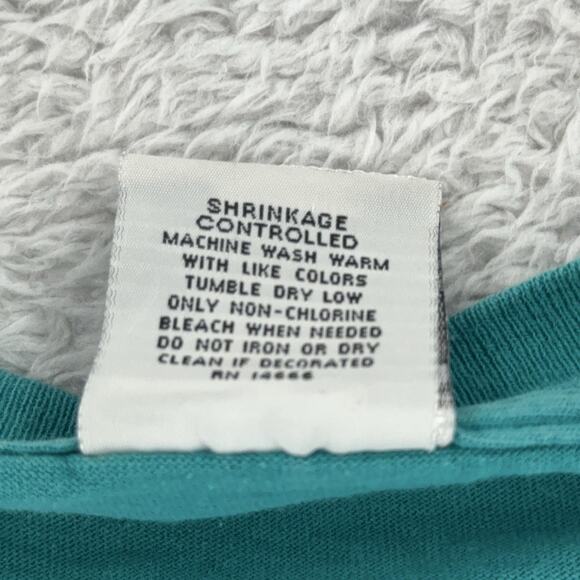 SHRINKAGE
CONTROLLED
MACHINE WASH WARM
WITH LIKE COLORS
TUMBLE DRY LOW
ONLY NON-CHLORINE
BLEACH WHEN NEEDED
DO NOT IRON OR DRY
CLEAN IF DECORATED
RN